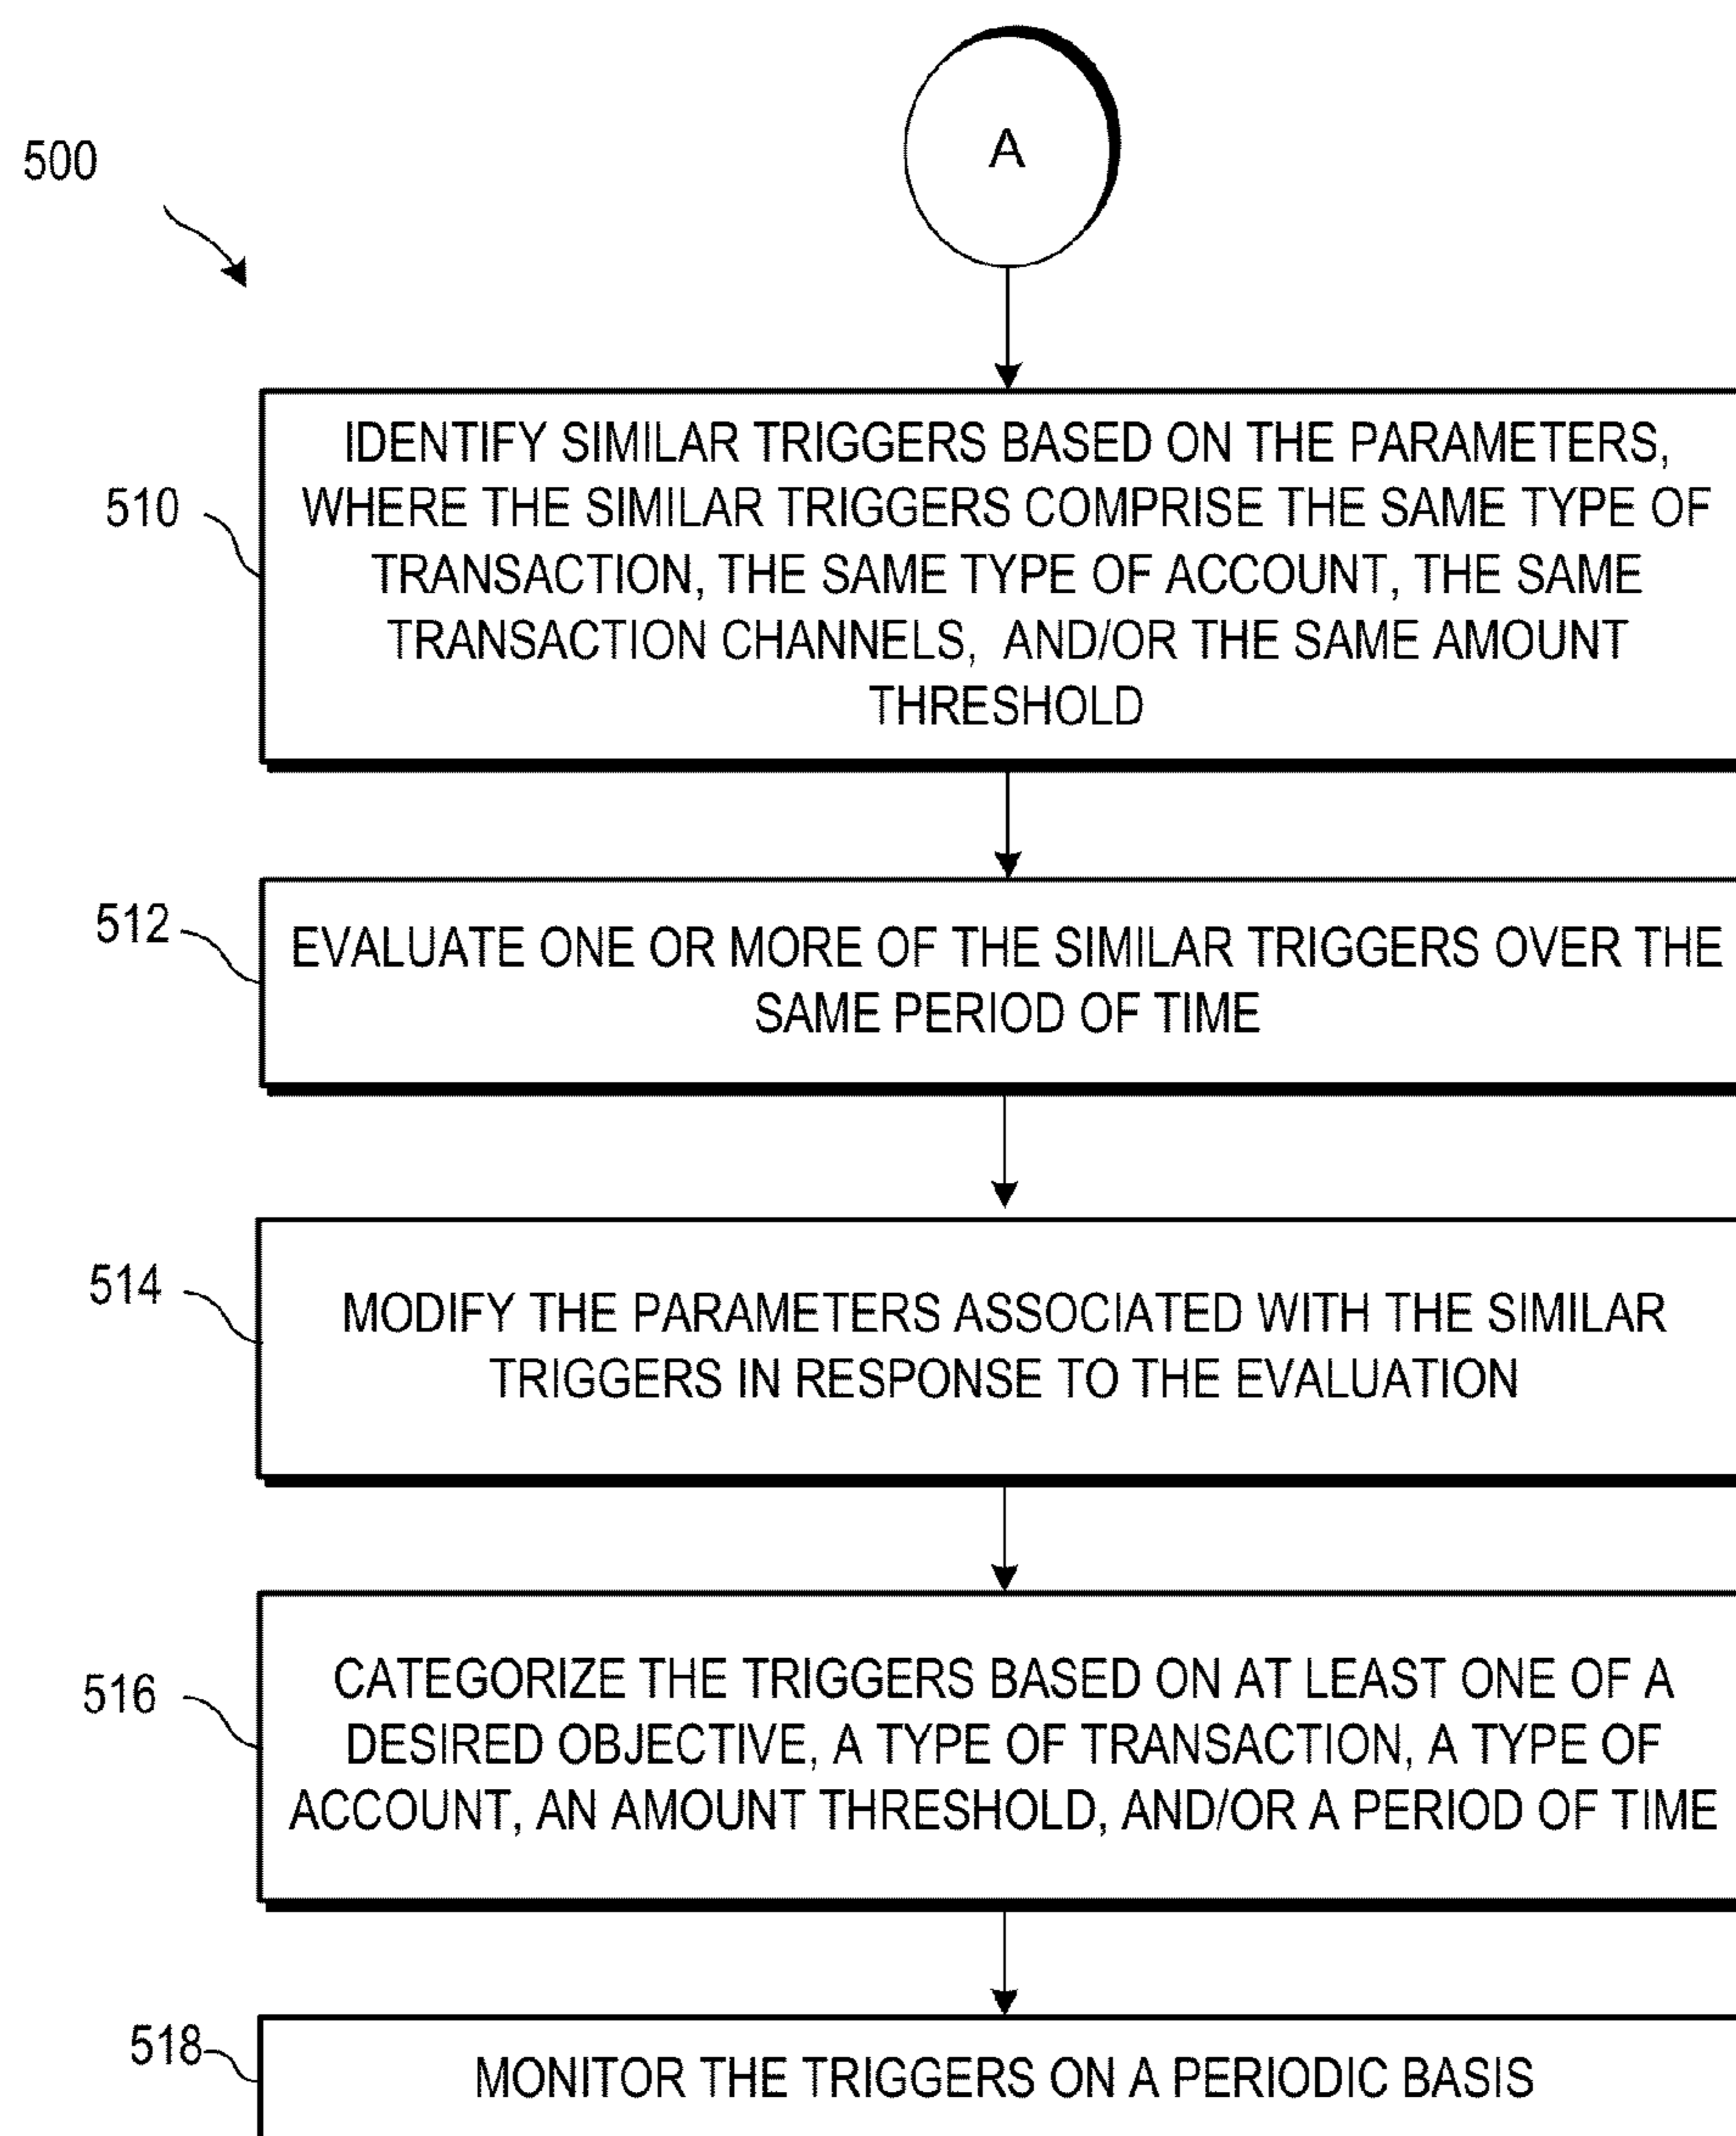 A
500
510
IDENTIFY SIMILAR TRIGGERS BASED ON THE PARAMETERS,
WHERE THE SIMILAR TRIGGERS COMPRISE THE SAME TYPE OF
TRANSACTION, THE SAME TYPE OF ACCOUNT, THE SAME
TRANSACTION CHANNELS, AND/OR THE SAME AMOUNT
THRESHOLD
512
EVALUATE ONE OR MORE OF THE SIMILAR TRIGGERS OVER THE
SAME PERIOD OF TIME
514
MODIFY THE PARAMETERS ASSOCIATED WITH THE SIMILAR
TRIGGERS IN RESPONSE TO THE EVALUATION
516
CATEGORIZE THE TRIGGERS BASED ON AT LEAST ONE OF A
DESIRED OBJECTIVE, A TYPE OF TRANSACTION, A TYPE OF
ACCOUNT, AN AMOUNT THRESHOLD, AND/OR A PERIOD OF TIME
518
MONITOR THE TRIGGERS ON A PERIODIC BASIS